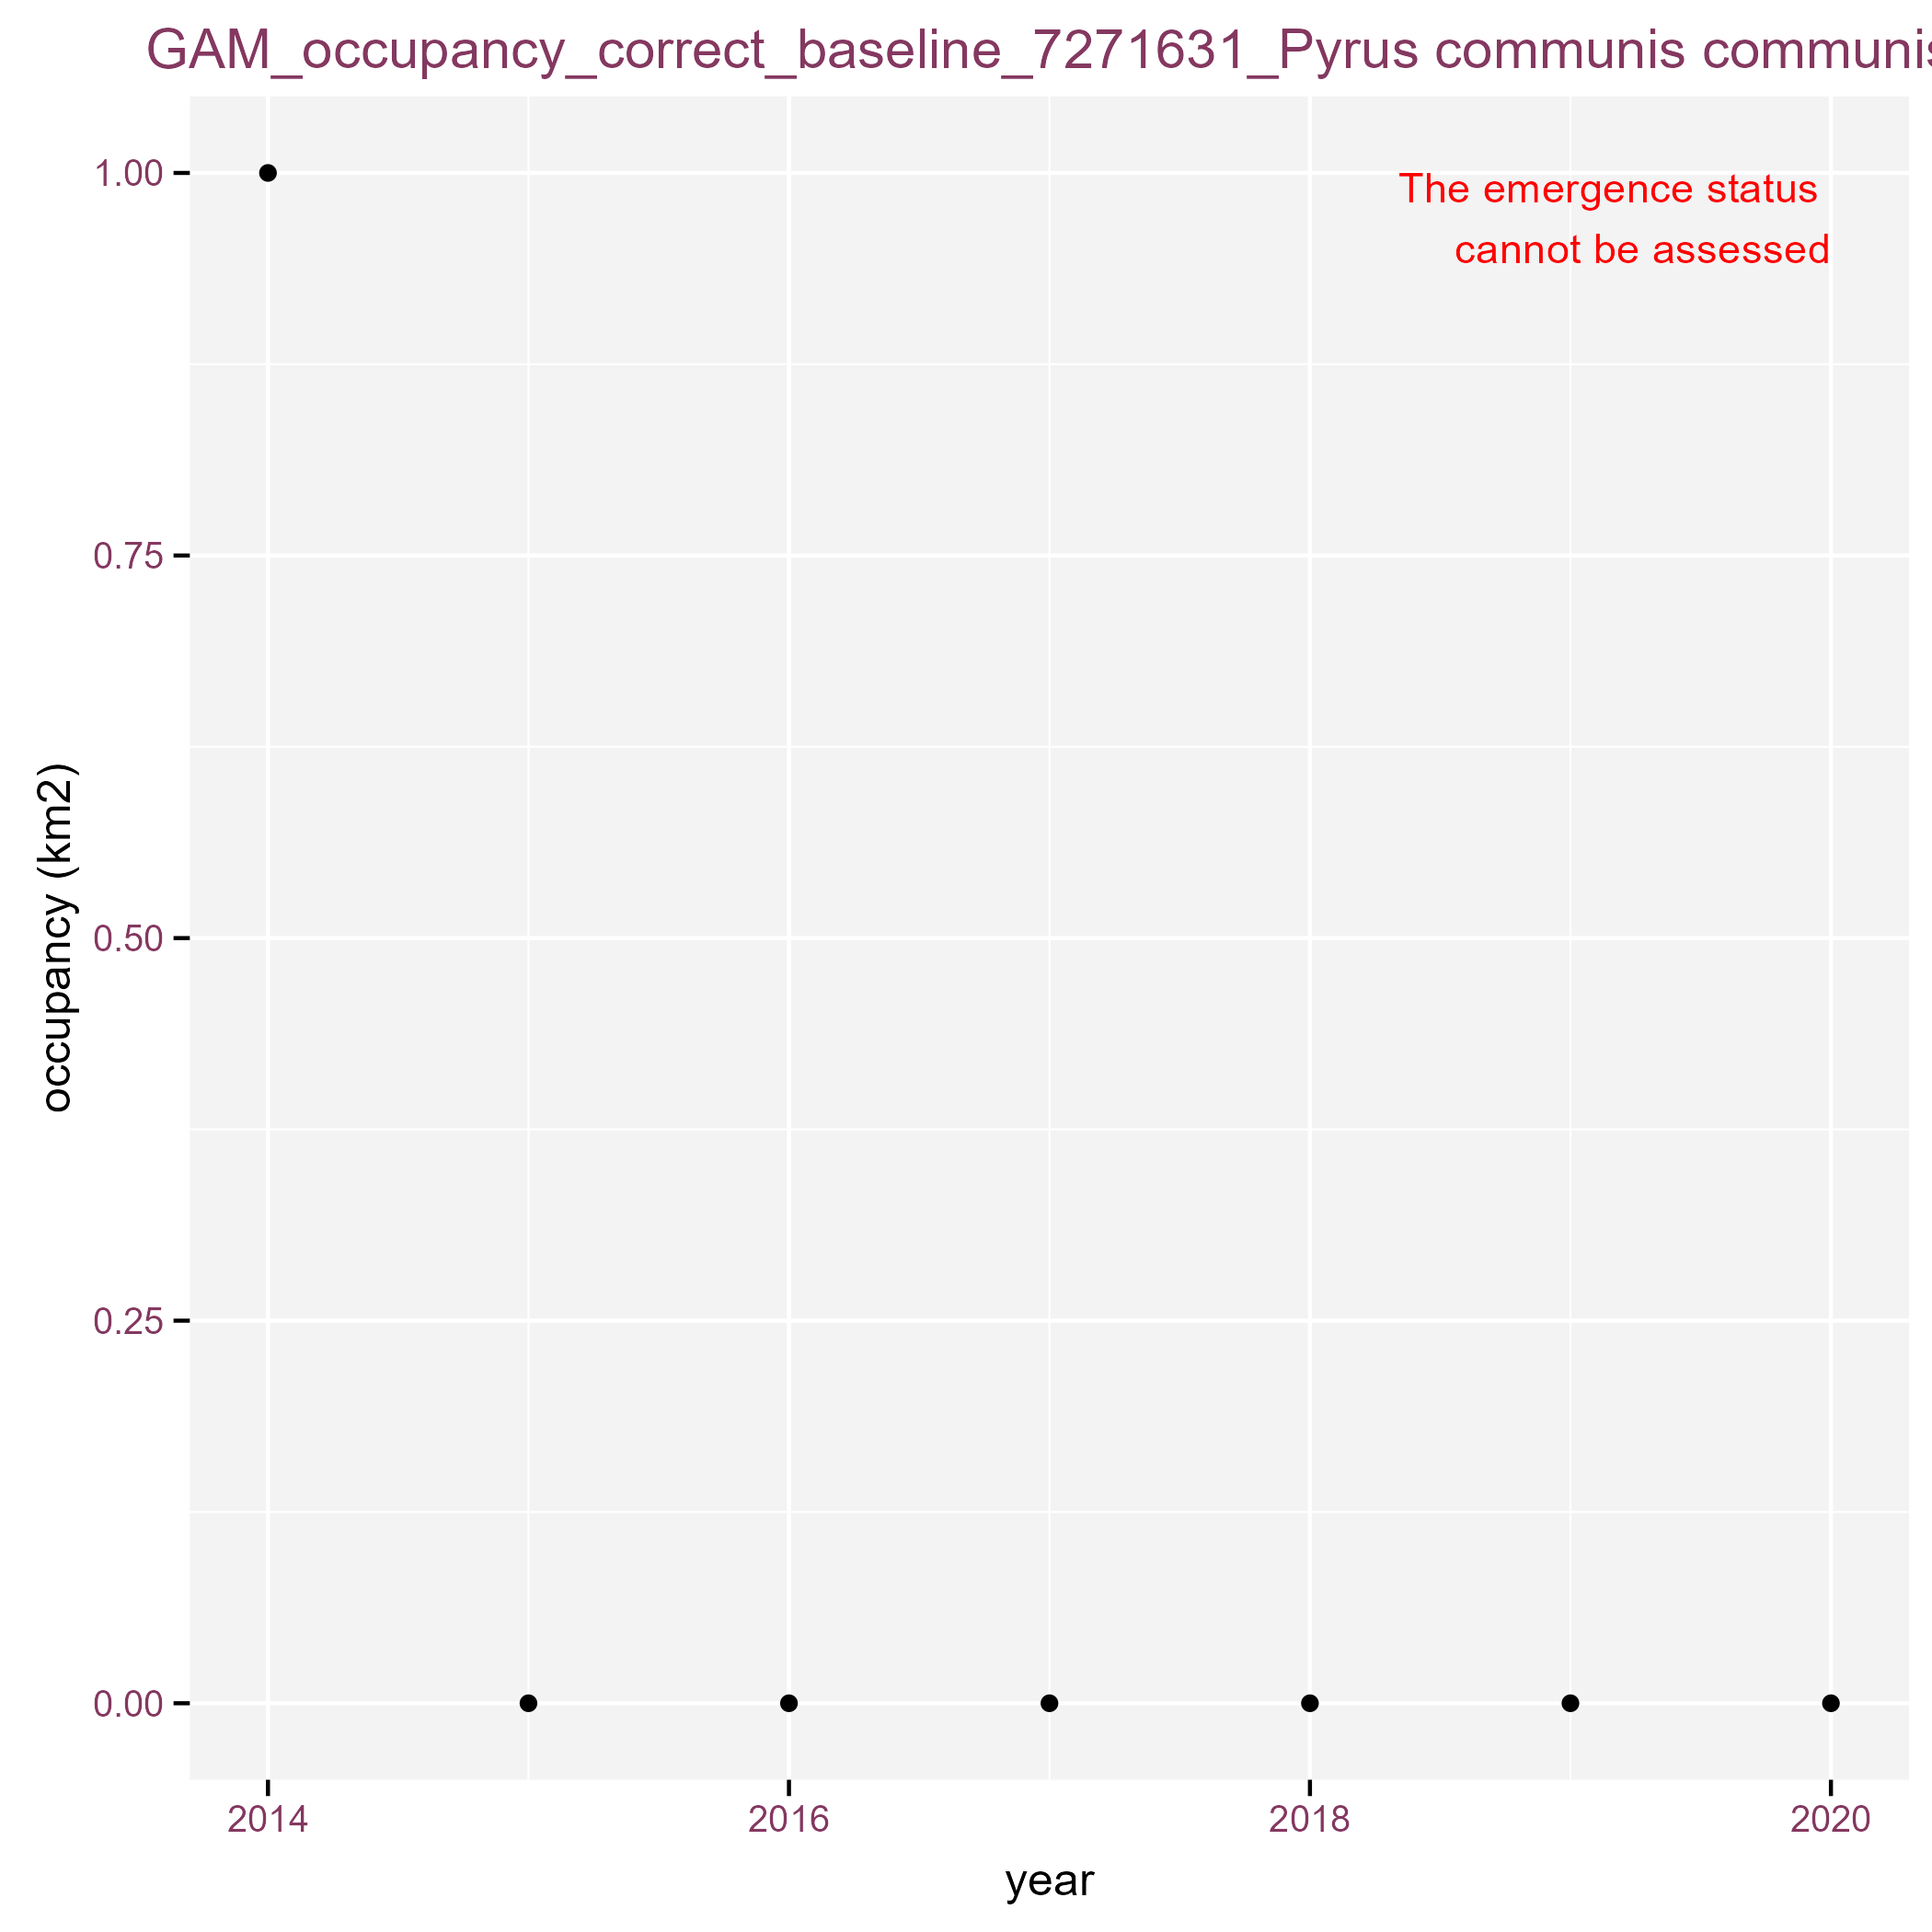 GAM_occupancy_correct_baseline_7271631_Pyrus communis communis
1.00
The emergence status
cannot be assessed
0.75
occupancy (km2)
0.50
0.25
0.00
2014 2016 2018 2020
year